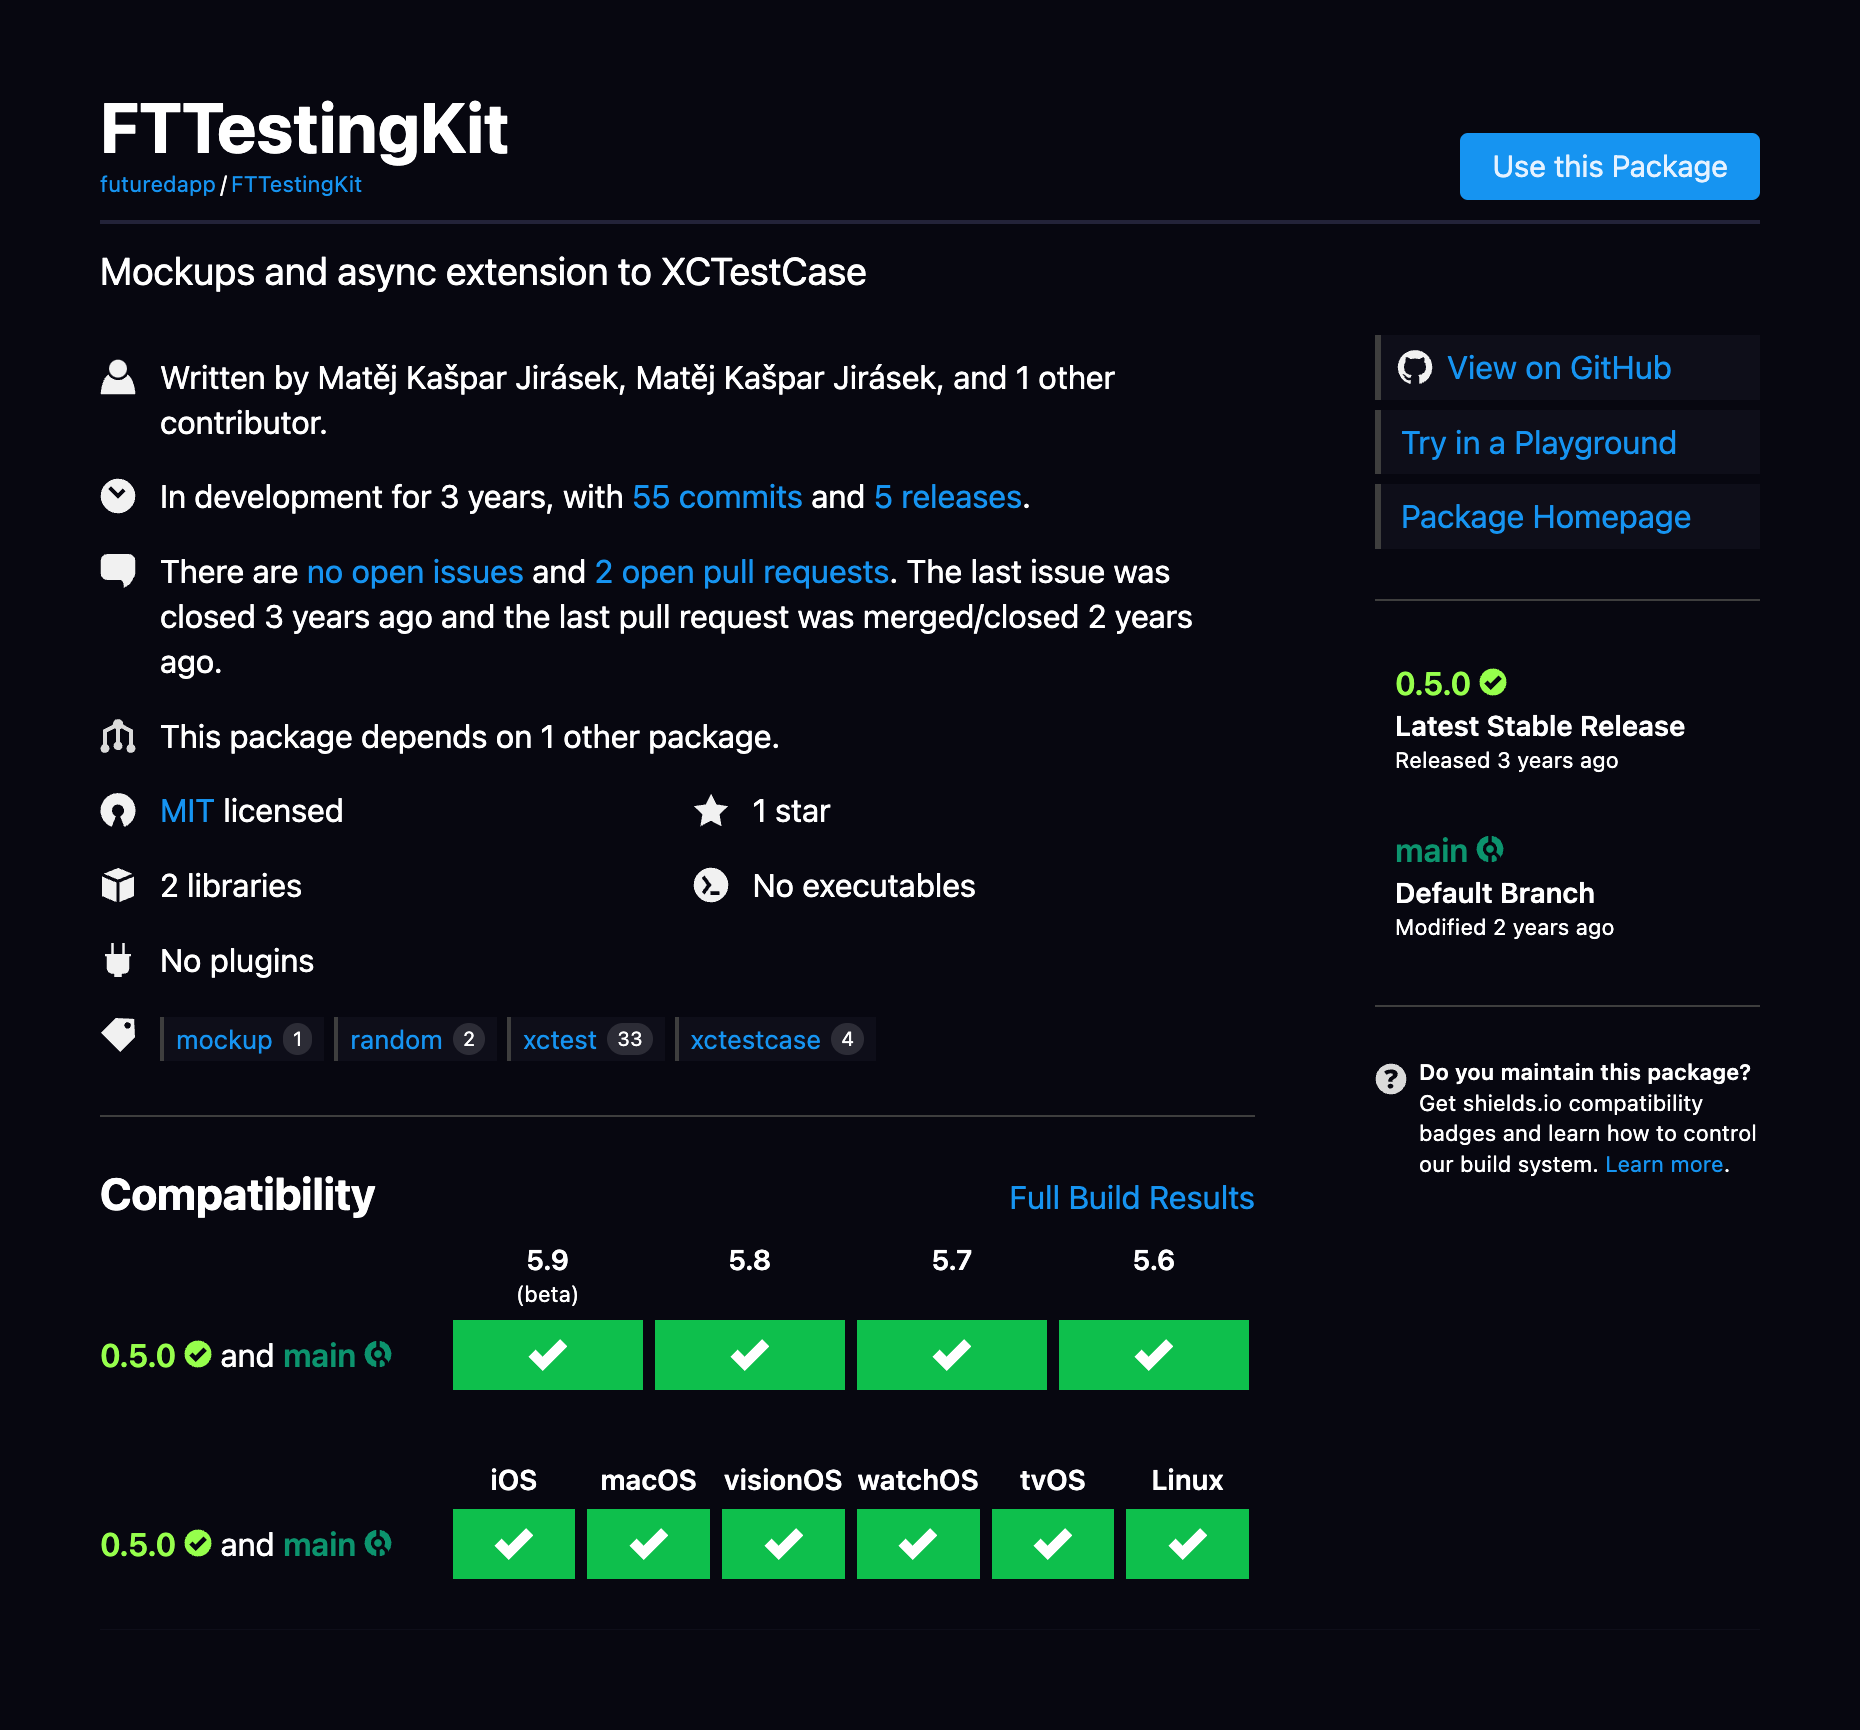 FTTestingKit
futuredapp / FTTestingKit
Use this Package
Mockups and async extension to XCTestCase
Written by Matěj Kašpar Jirásek, Matěj Kašpar Jirásek, and 1 other
contributor.
In development for 3 years, with 55 commits and 5 releases.
There are no open issues and 2 open pull requests. The last issue was
closed 3 years ago and the last pull request was merged/closed 2 years
ago.
This package depends on 1 other package.
MIT licensed
1 star
2 libraries
No executables
No plugins
mockup 1 random 2 xctest 33 xctestcase 4
View on GitHub
Try in a Playground
Package Homepage
0.5.0
Latest Stable Release
Released 3 years ago
main
Default Branch
Modified 2 years ago
Do you maintain this package?
Get shields.io compatibility
badges and learn how to control
our build system. Learn more.
Compatibility
Full Build Results
5.9 5.8 5.7 5.6
(beta)
0.5.0 and main
iOS macOS visionOS watchOS tvOS Linux
0.5.0 and main